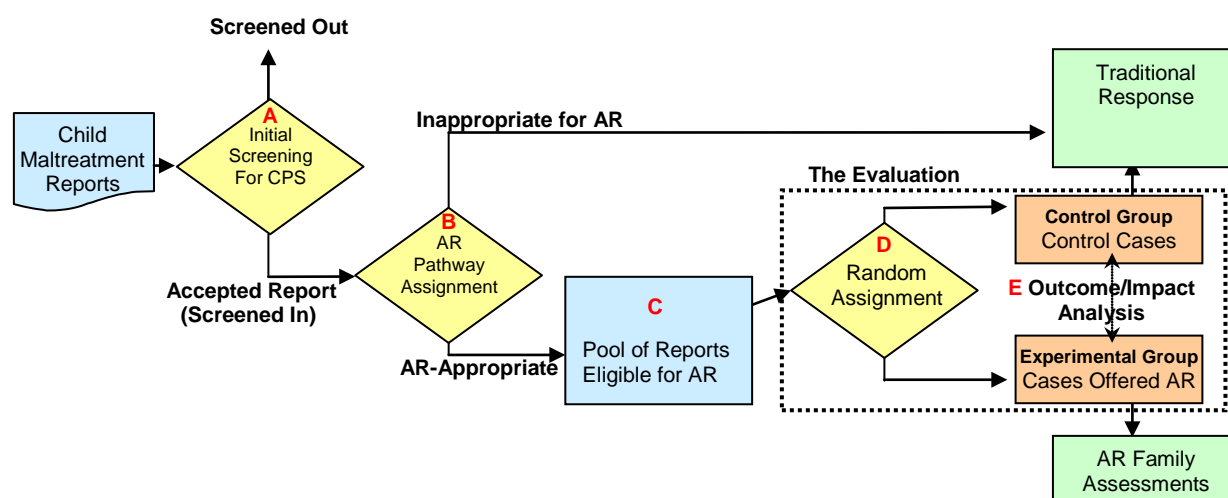 Screened Out
Child
Maltreatment
Reports
A
Initial
Screening
For CPS
Accepted Report
(Screened In)
Inappropriate for AR
B
AR
Pathway
Assignment
AR-Appropriate
C
Pool of Reports
Eligible for AR
The Evaluation
D
Random
Assignment
Traditional
Response
Control Group
Control Cases
E Outcome/Impact
Analysis
Experimental Group
Cases Offered AR
AR Family
Assessments